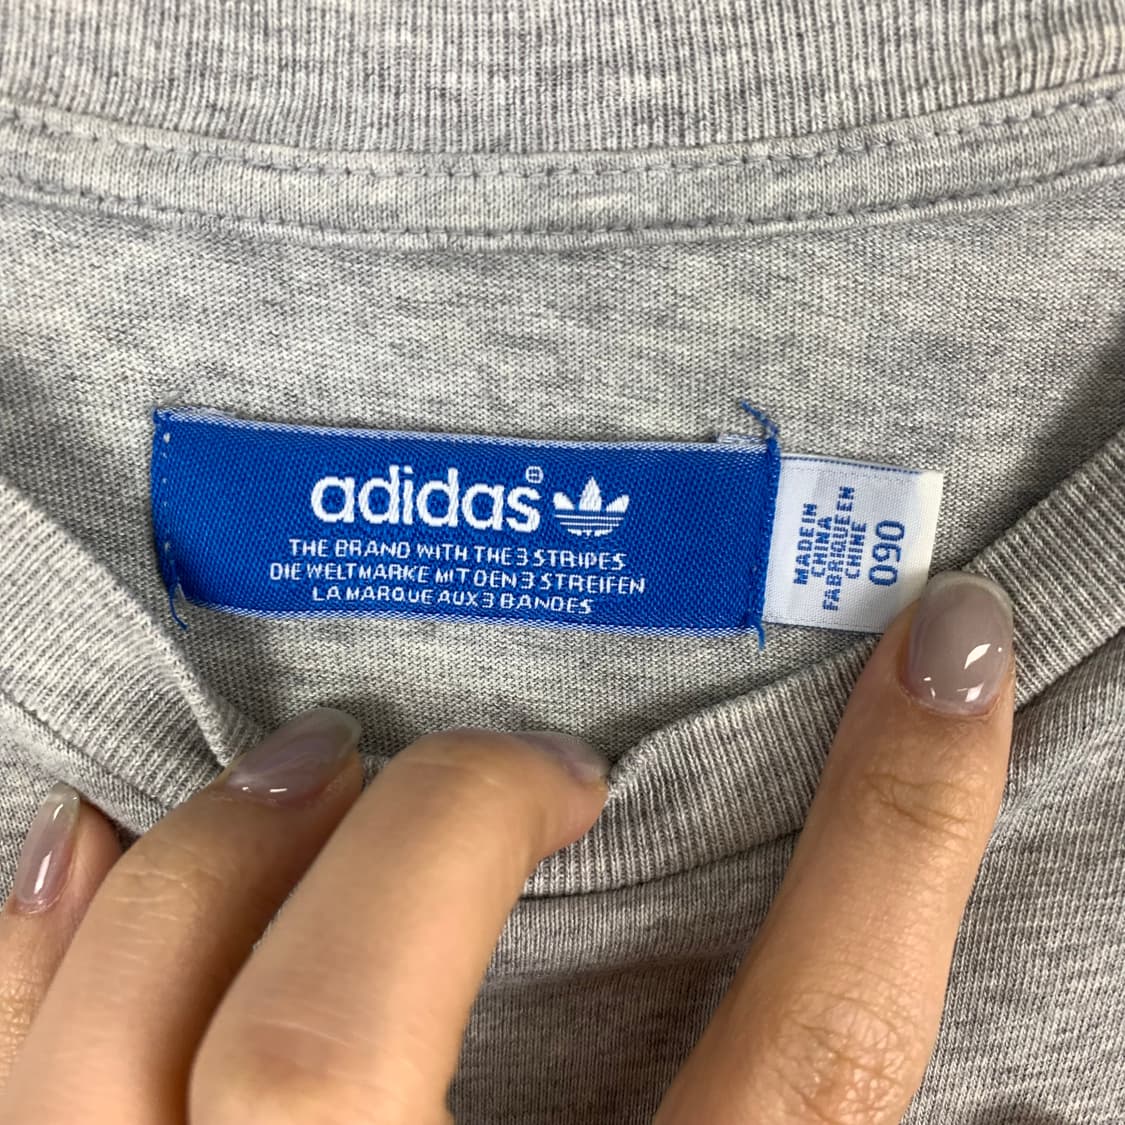 adidas®
THE BRAND WITH THE 3 STRIPES
DIE WELTMARKE MIT DEN 3 STREIFEN
LA MARQUE AUX 3 BANDES
MADE IN
CHINA
FABRIQUE EN
CHINE
090